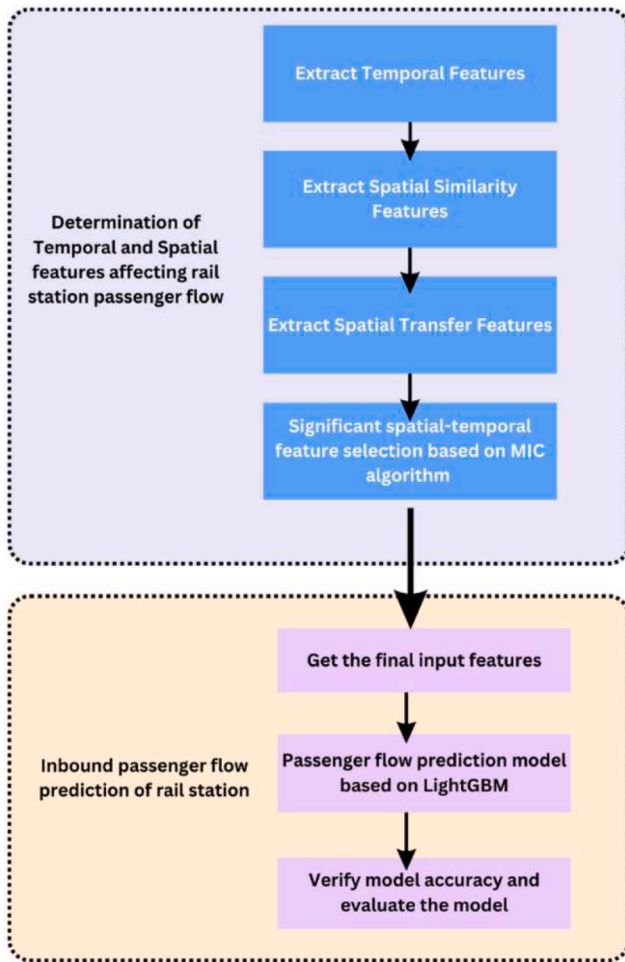 Extract Temporal Features
Extract Spatial Similarity
Features
Determination of
Temporal and Spatial
features affecting rail
station passenger flow
Extract Spatial Transfer Features
Significant spatial-temporal
feature selection based on MIC
algorithm
Get the final input features
Inbound passenger flow
prediction of rail station
Passenger flow prediction model
based on LightGBM
Verify model accuracy and
evaluate the model